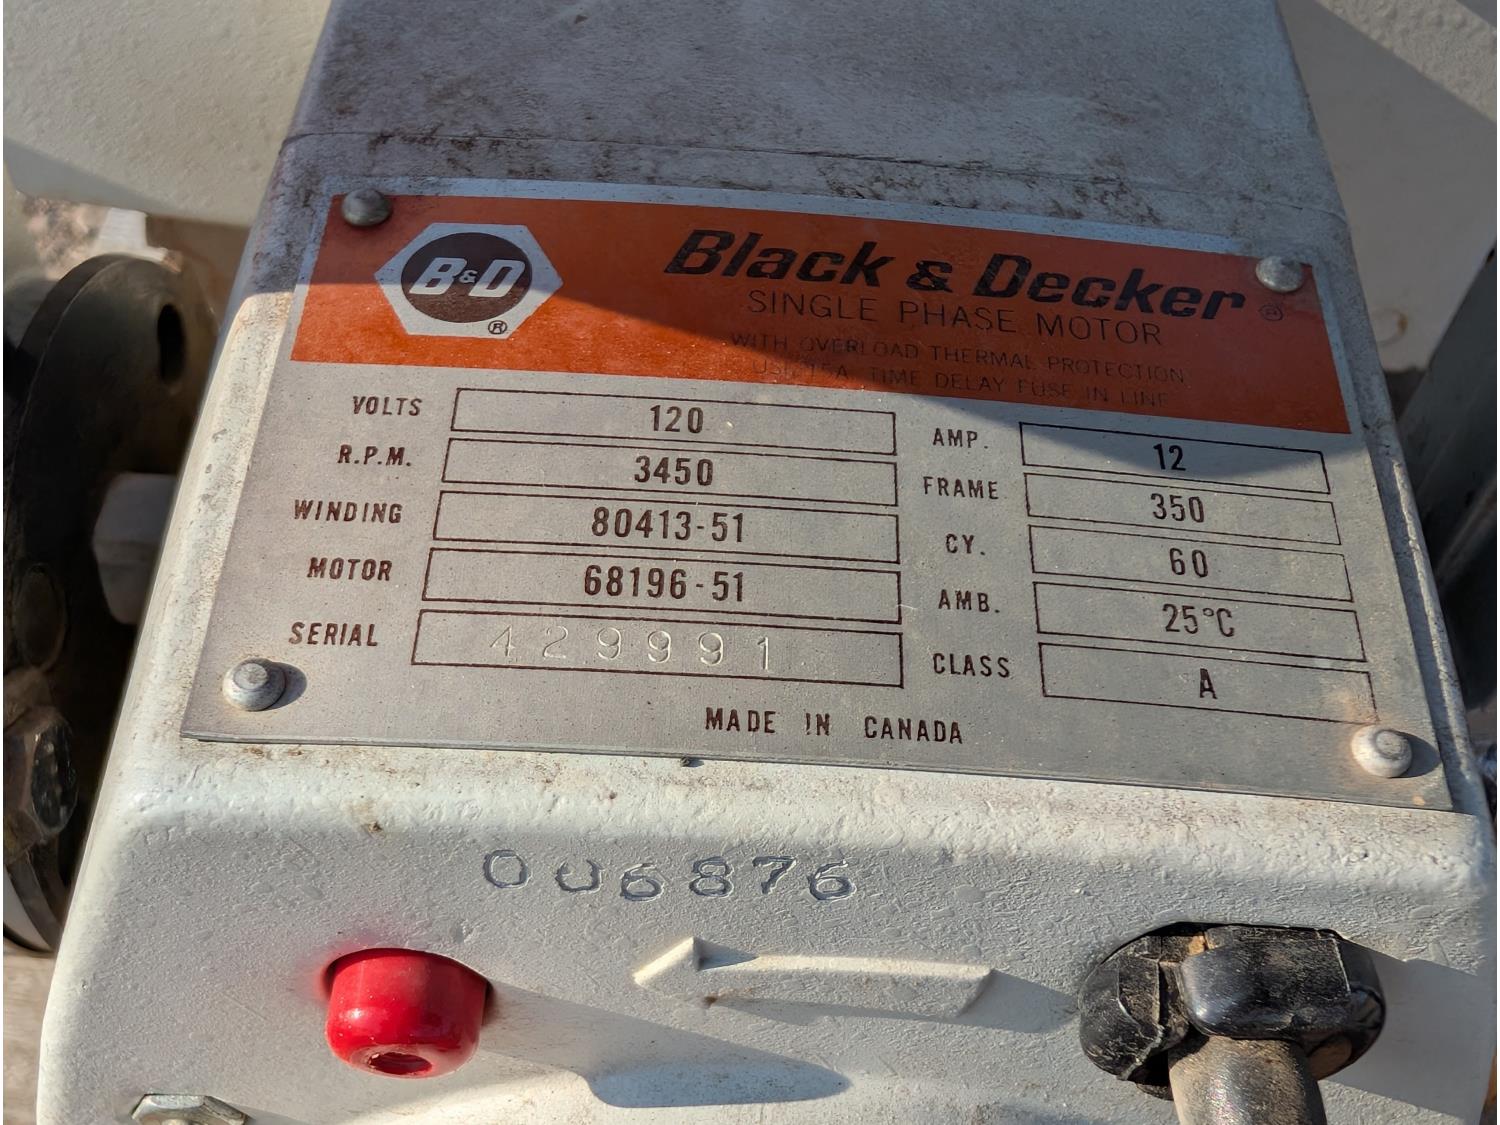 B&D
®
Black & Decker®
SINGLE PHASE MOTOR
WITH OVERLOAD THERMAL PROTECTION
USE 15A. TIME DELAY FUSE IN LINE
VOLTS 120 AMP. 12
R.P.M. 3450 FRAME 350
WINDING 80413-51 CY. 60
MOTOR 68196-51 AMB. 25°C
SERIAL 429991 CLASS A
MADE IN CANADA
006876